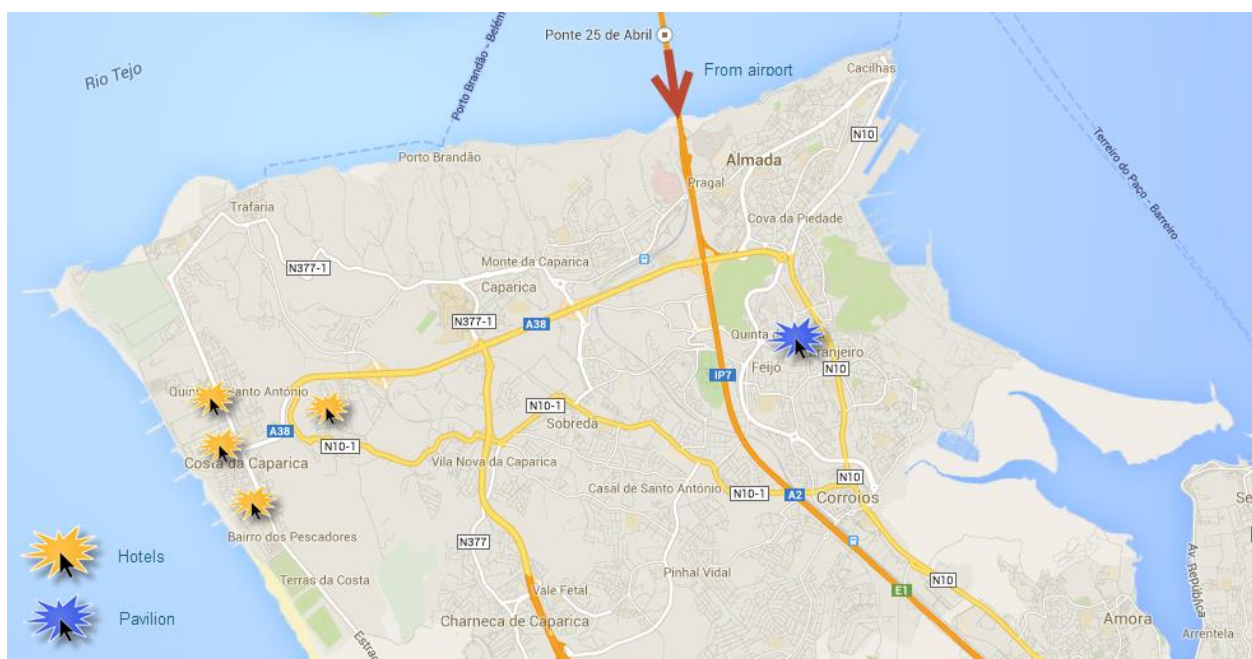 Ponte 25 de Abril
From airport
Cacilhas
Rio Tejo
Porto Brandão - Belém
N10
Terreiro do Paço - Barreiro
Porto Brandão
Almada
Pragal
Trafaria
Cova da Piedade
N377-1
Monte da Caparica
Caparica
N377-1
A38
Quinta d
ranjeiro
Feijó
N10
IP7
Quin
Santo António
A38
N10-1
N10-1
Sobreda
Costa da Caparica
Vila Nova da Caparica
Casal de Santo António
N10-1
A2
N10
Corroios
Bairro dos Pescadores
N377
Hotels
Terras da Costa
Pinhal Vidal
N10
E1
Av. República
Se
Vale Fetal
Pavilion
Charneca de Caparica
Estra
Amora
Arrentela